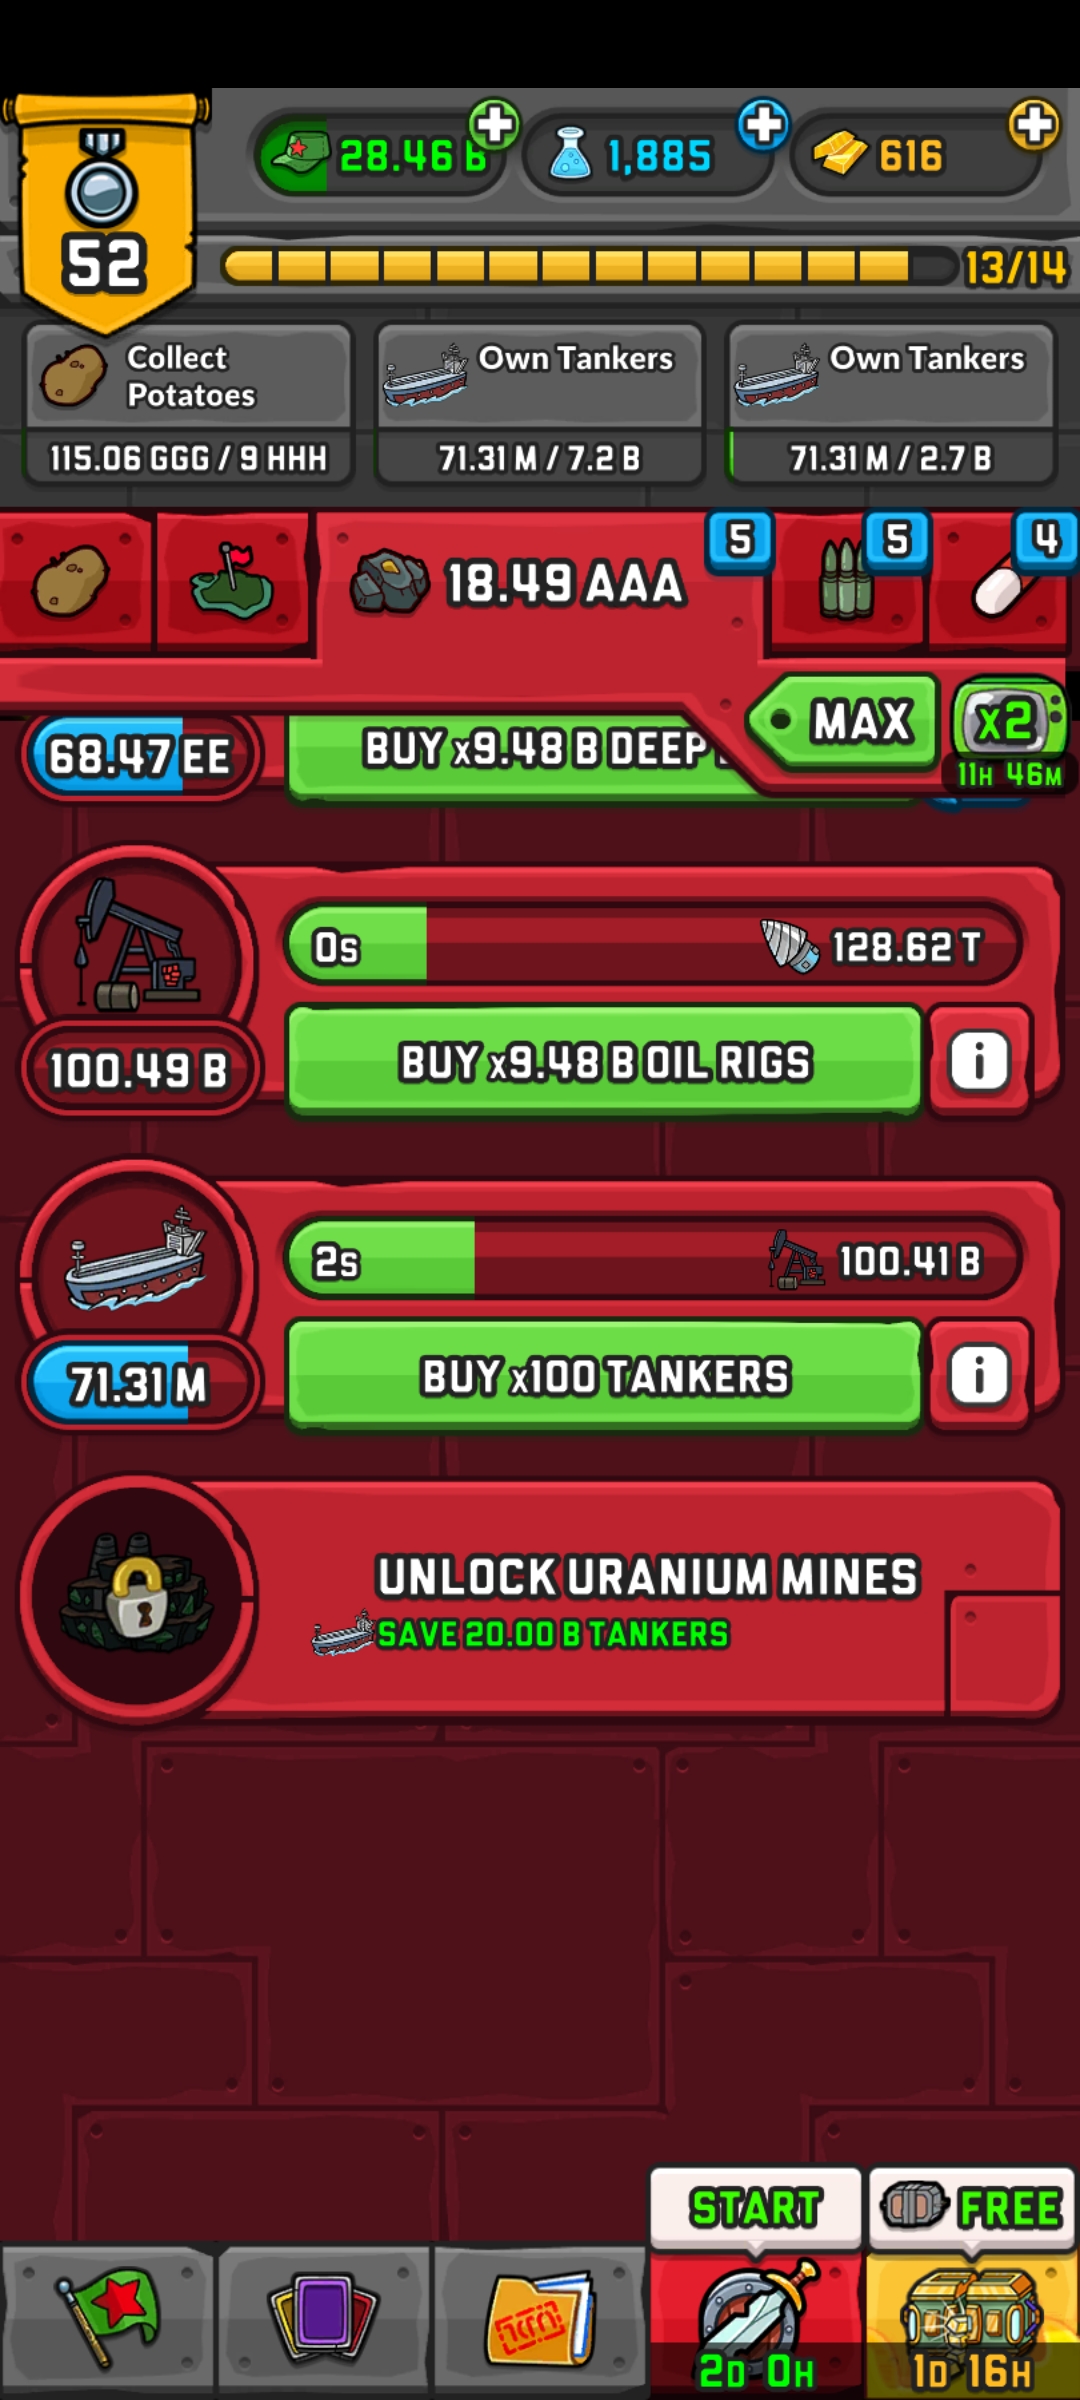 28.46 B
1,885
616
52
13/14
Collect
Potatoes
115.06 GGG / 9 HHH
Own Tankers
71.31 M / 7.2 B
Own Tankers
71.31 M / 2.7 B
18.49 AAA
5
5
4
MAX
x2
11H 46M
68.47 EE
BUY x9.48 B DEEP
0s
128.62 T
100.49 B
BUY x9.48 B OIL RIGS
i
2s
100.41 B
71.31 M
BUY x100 TANKERS
i
UNLOCK URANIUM MINES
SAVE 20.00 B TANKERS
START
FREE
2D 0H
1D 16H